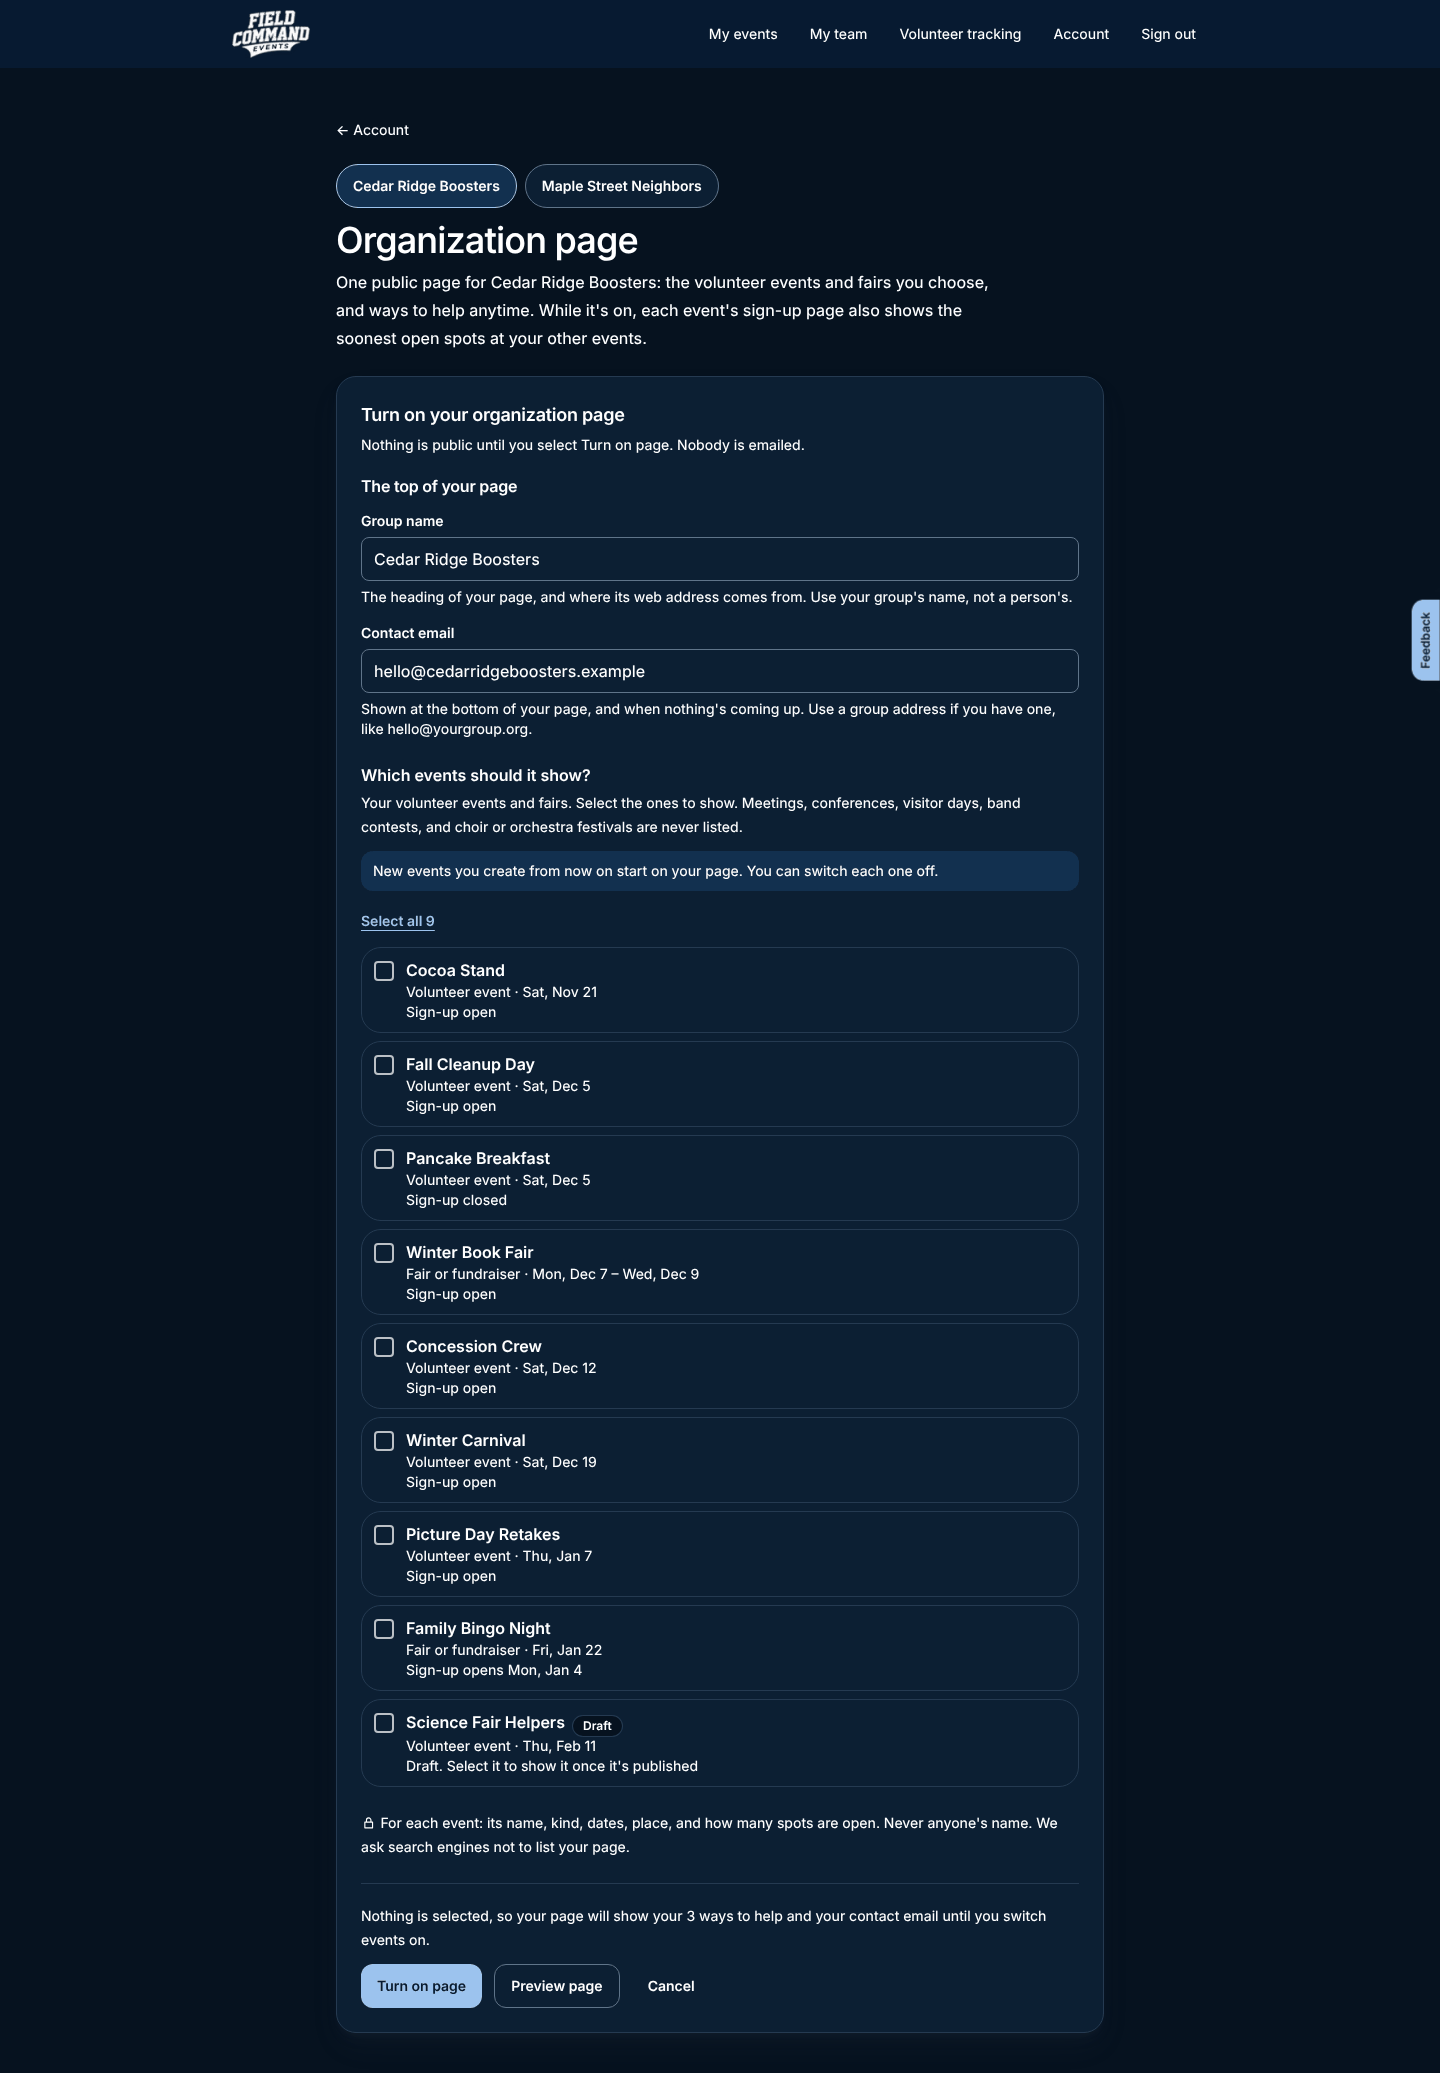 FIELD COMMAND EVENTS
My events
My team
Volunteer tracking
Account
Sign out
← Account
Cedar Ridge Boosters
Maple Street Neighbors
Organization page
One public page for Cedar Ridge Boosters: the volunteer events and fairs you choose,
and ways to help anytime. While it's on, each event's sign-up page also shows the
soonest open spots at your other events.
Turn on your organization page
Nothing is public until you select Turn on page. Nobody is emailed.
The top of your page
Group name
Cedar Ridge Boosters
The heading of your page, and where its web address comes from. Use your group's name, not a person's.
Feedback
Contact email
hello@cedarridgeboosters.example
Shown at the bottom of your page, and when nothing's coming up. Use a group address if you have one,
like hello@yourgroup.org.
Which events should it show?
Your volunteer events and fairs. Select the ones to show. Meetings, conferences, visitor days, band
contests, and choir or orchestra festivals are never listed.
New events you create from now on start on your page. You can switch each one off.
Select all 9
Cocoa Stand
Volunteer event · Sat, Nov 21
Sign-up open
Fall Cleanup Day
Volunteer event · Sat, Dec 5
Sign-up open
Pancake Breakfast
Volunteer event · Sat, Dec 5
Sign-up closed
Winter Book Fair
Fair or fundraiser · Mon, Dec 7 – Wed, Dec 9
Sign-up open
Concession Crew
Volunteer event · Sat, Dec 12
Sign-up open
Winter Carnival
Volunteer event · Sat, Dec 19
Sign-up open
Picture Day Retakes
Volunteer event · Thu, Jan 7
Sign-up open
Family Bingo Night
Fair or fundraiser · Fri, Jan 22
Sign-up opens Mon, Jan 4
Science Fair Helpers Draft
Volunteer event · Thu, Feb 11
Draft. Select it to show it once it's published
For each event: its name, kind, dates, place, and how many spots are open. Never anyone's name. We
ask search engines not to list your page.
Nothing is selected, so your page will show your 3 ways to help and your contact email until you switch
events on.
Turn on page
Preview page
Cancel